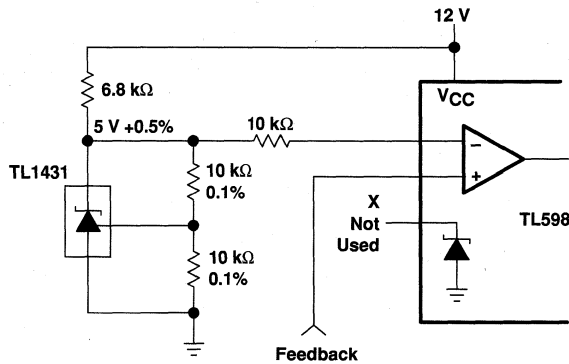 12 V
6.8 kΩ
VCC
5 V +0.5%
10 kΩ
−
TL1431
10 kΩ
0.1%
+
X
Not
Used
TL598
10 kΩ
0.1%
Feedback